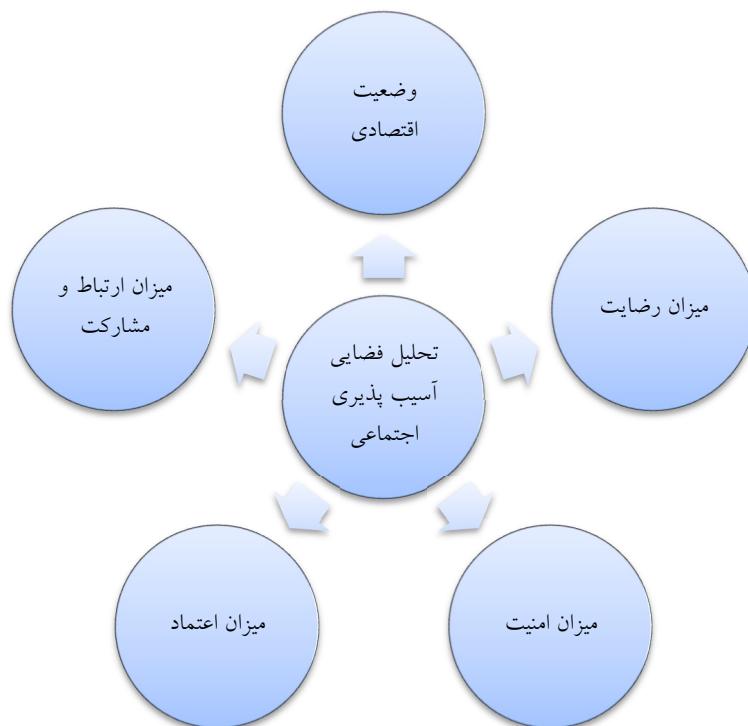 وضعیت
اقتصادی
میزان رضایت
میزان ارتباط و
مشارکت
تحلیل فضایی
آسیب پذیری
اجتماعی
میزان امنیت
میزان اعتماد